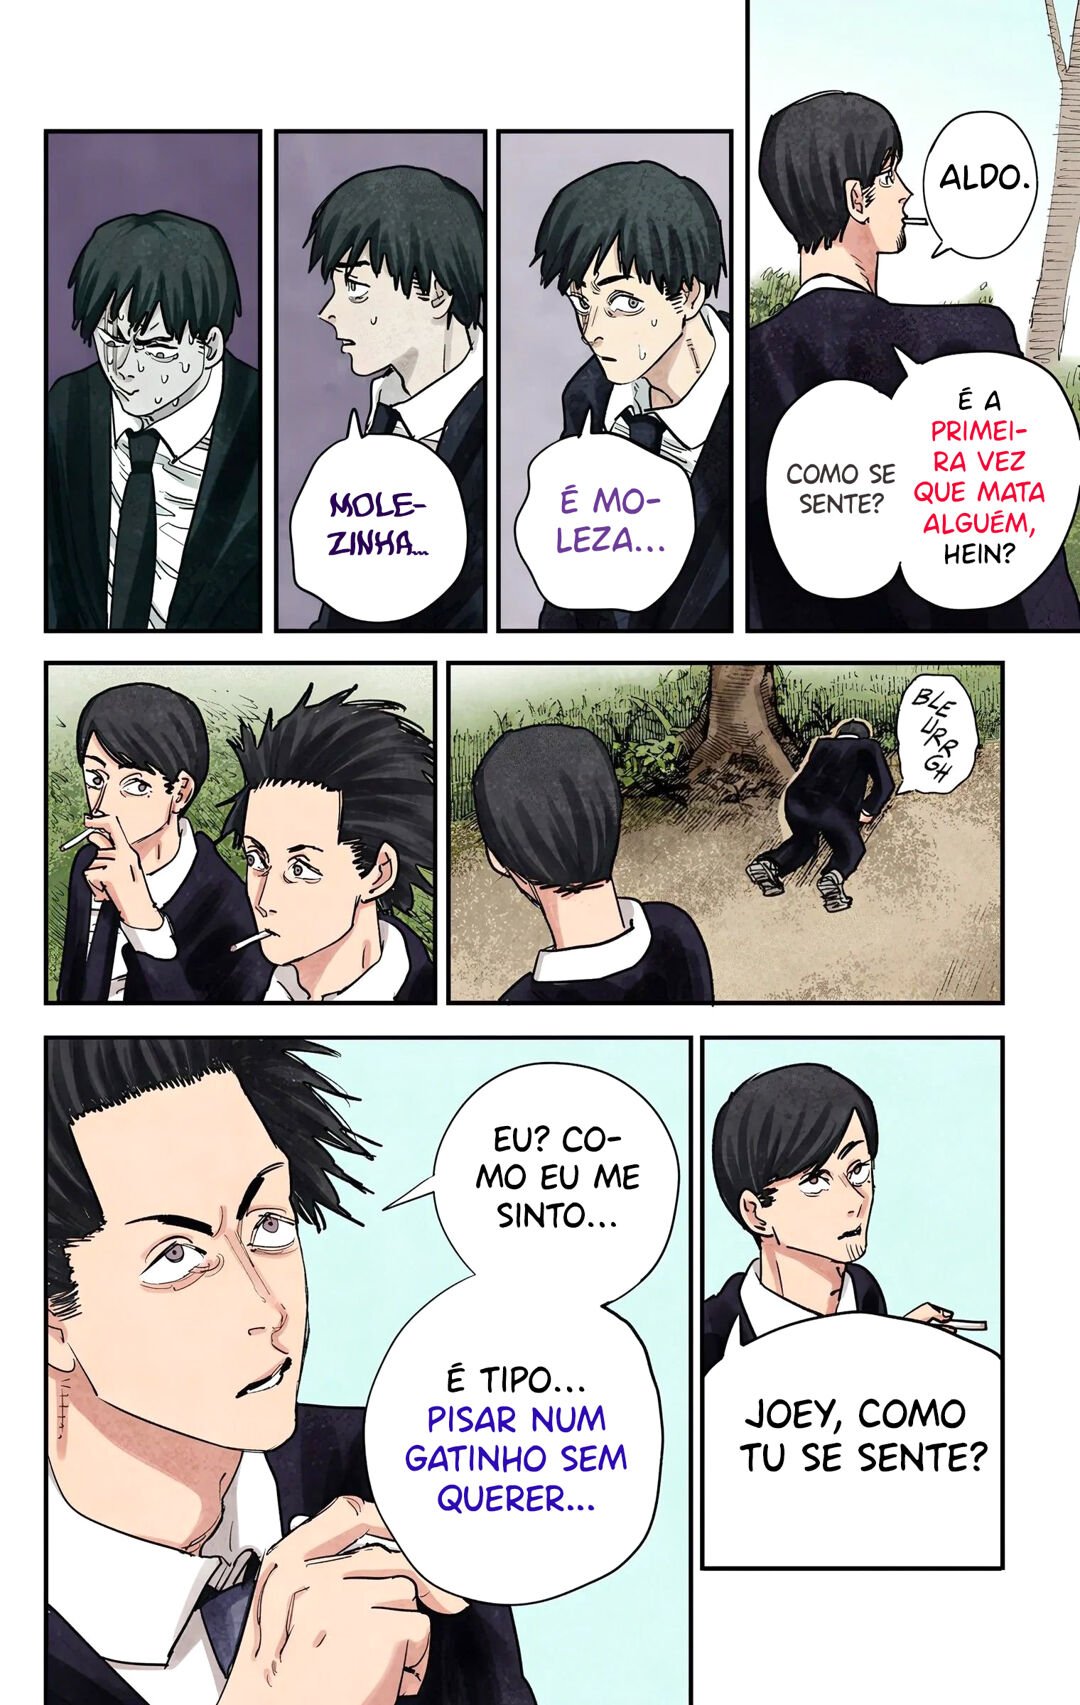 ALDO.
É A
PRIMEI-
RA VEZ
QUE MATA
ALGUÉM,
HEIN?
COMO SE
SENTE?
É MO-
LEZA...
MOLE-
ZINHA...
BLE
URR
GH
JOEY, COMO
TU SE SENTE?
EU? CO-
MO EU ME
SINTO...
É TIPO...
PISAR NUM
GATINHO SEM
QUERER...